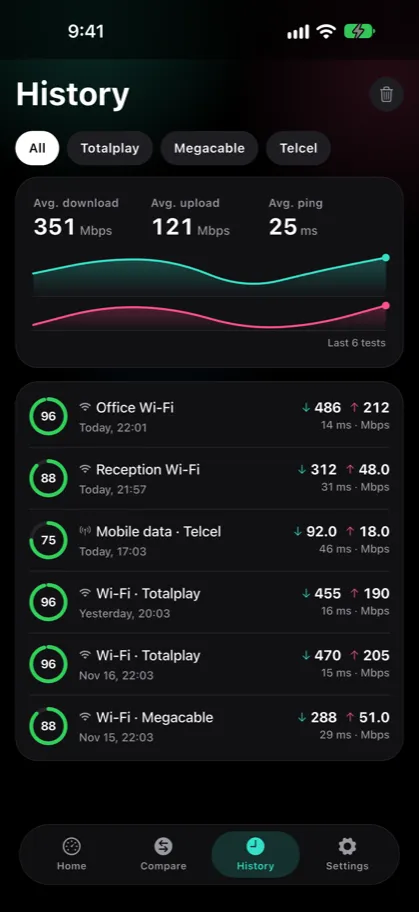 9:41
History
All
Totalplay
Megacable
Telcel
Avg. download
Avg. upload
Avg. ping
351 Mbps
121 Mbps
25 ms
Last 6 tests
96
Office Wi-Fi
↓ 486 ↑ 212
Today, 22:01
14 ms · Mbps
88
Reception Wi-Fi
↓ 312 ↑ 48.0
Today, 21:57
31 ms · Mbps
75
Mobile data · Telcel
↓ 92.0 ↑ 18.0
Today, 17:03
46 ms · Mbps
96
Wi-Fi · Totalplay
↓ 455 ↑ 190
Yesterday, 20:03
16 ms · Mbps
96
Wi-Fi · Totalplay
↓ 470 ↑ 205
Nov 16, 22:03
15 ms · Mbps
88
Wi-Fi · Megacable
↓ 288 ↑ 51.0
Nov 15, 22:03
29 ms · Mbps
Home
Compare
History
Settings